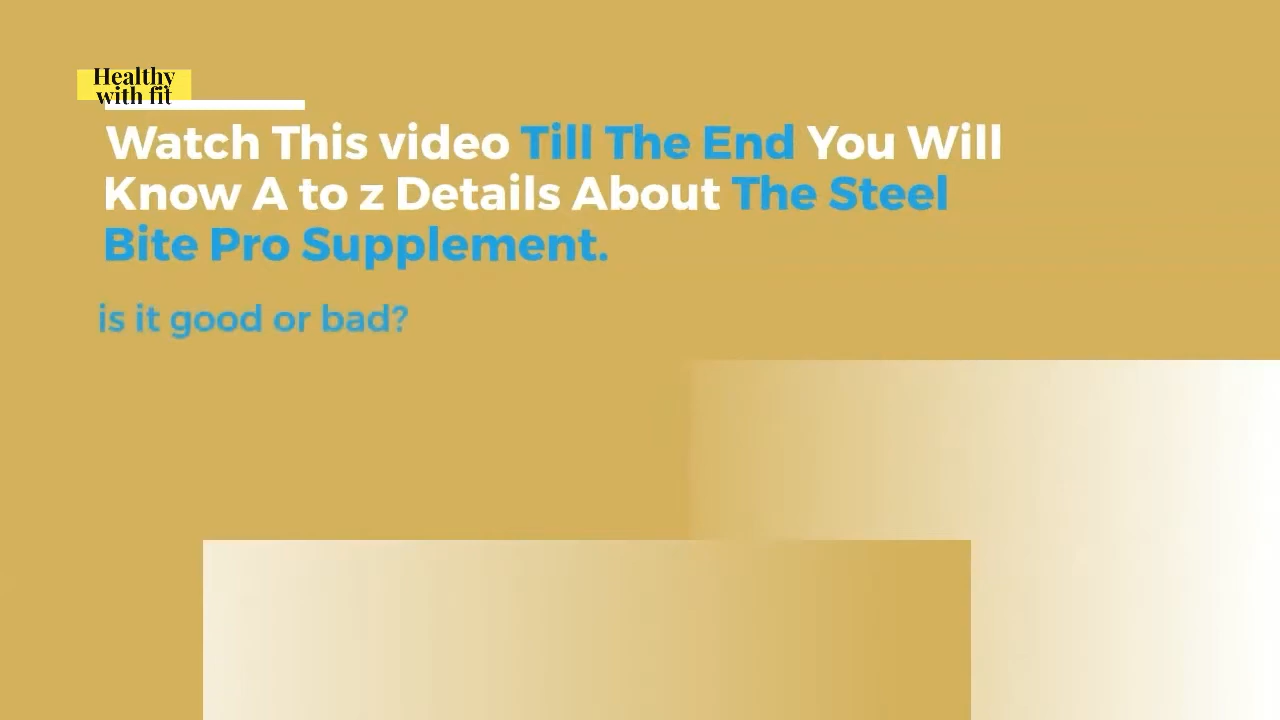 Healthy
with fit
Watch This video Till The End You Will
Know A to z Details About The Steel
Bite Pro Supplement.
is it good or bad?